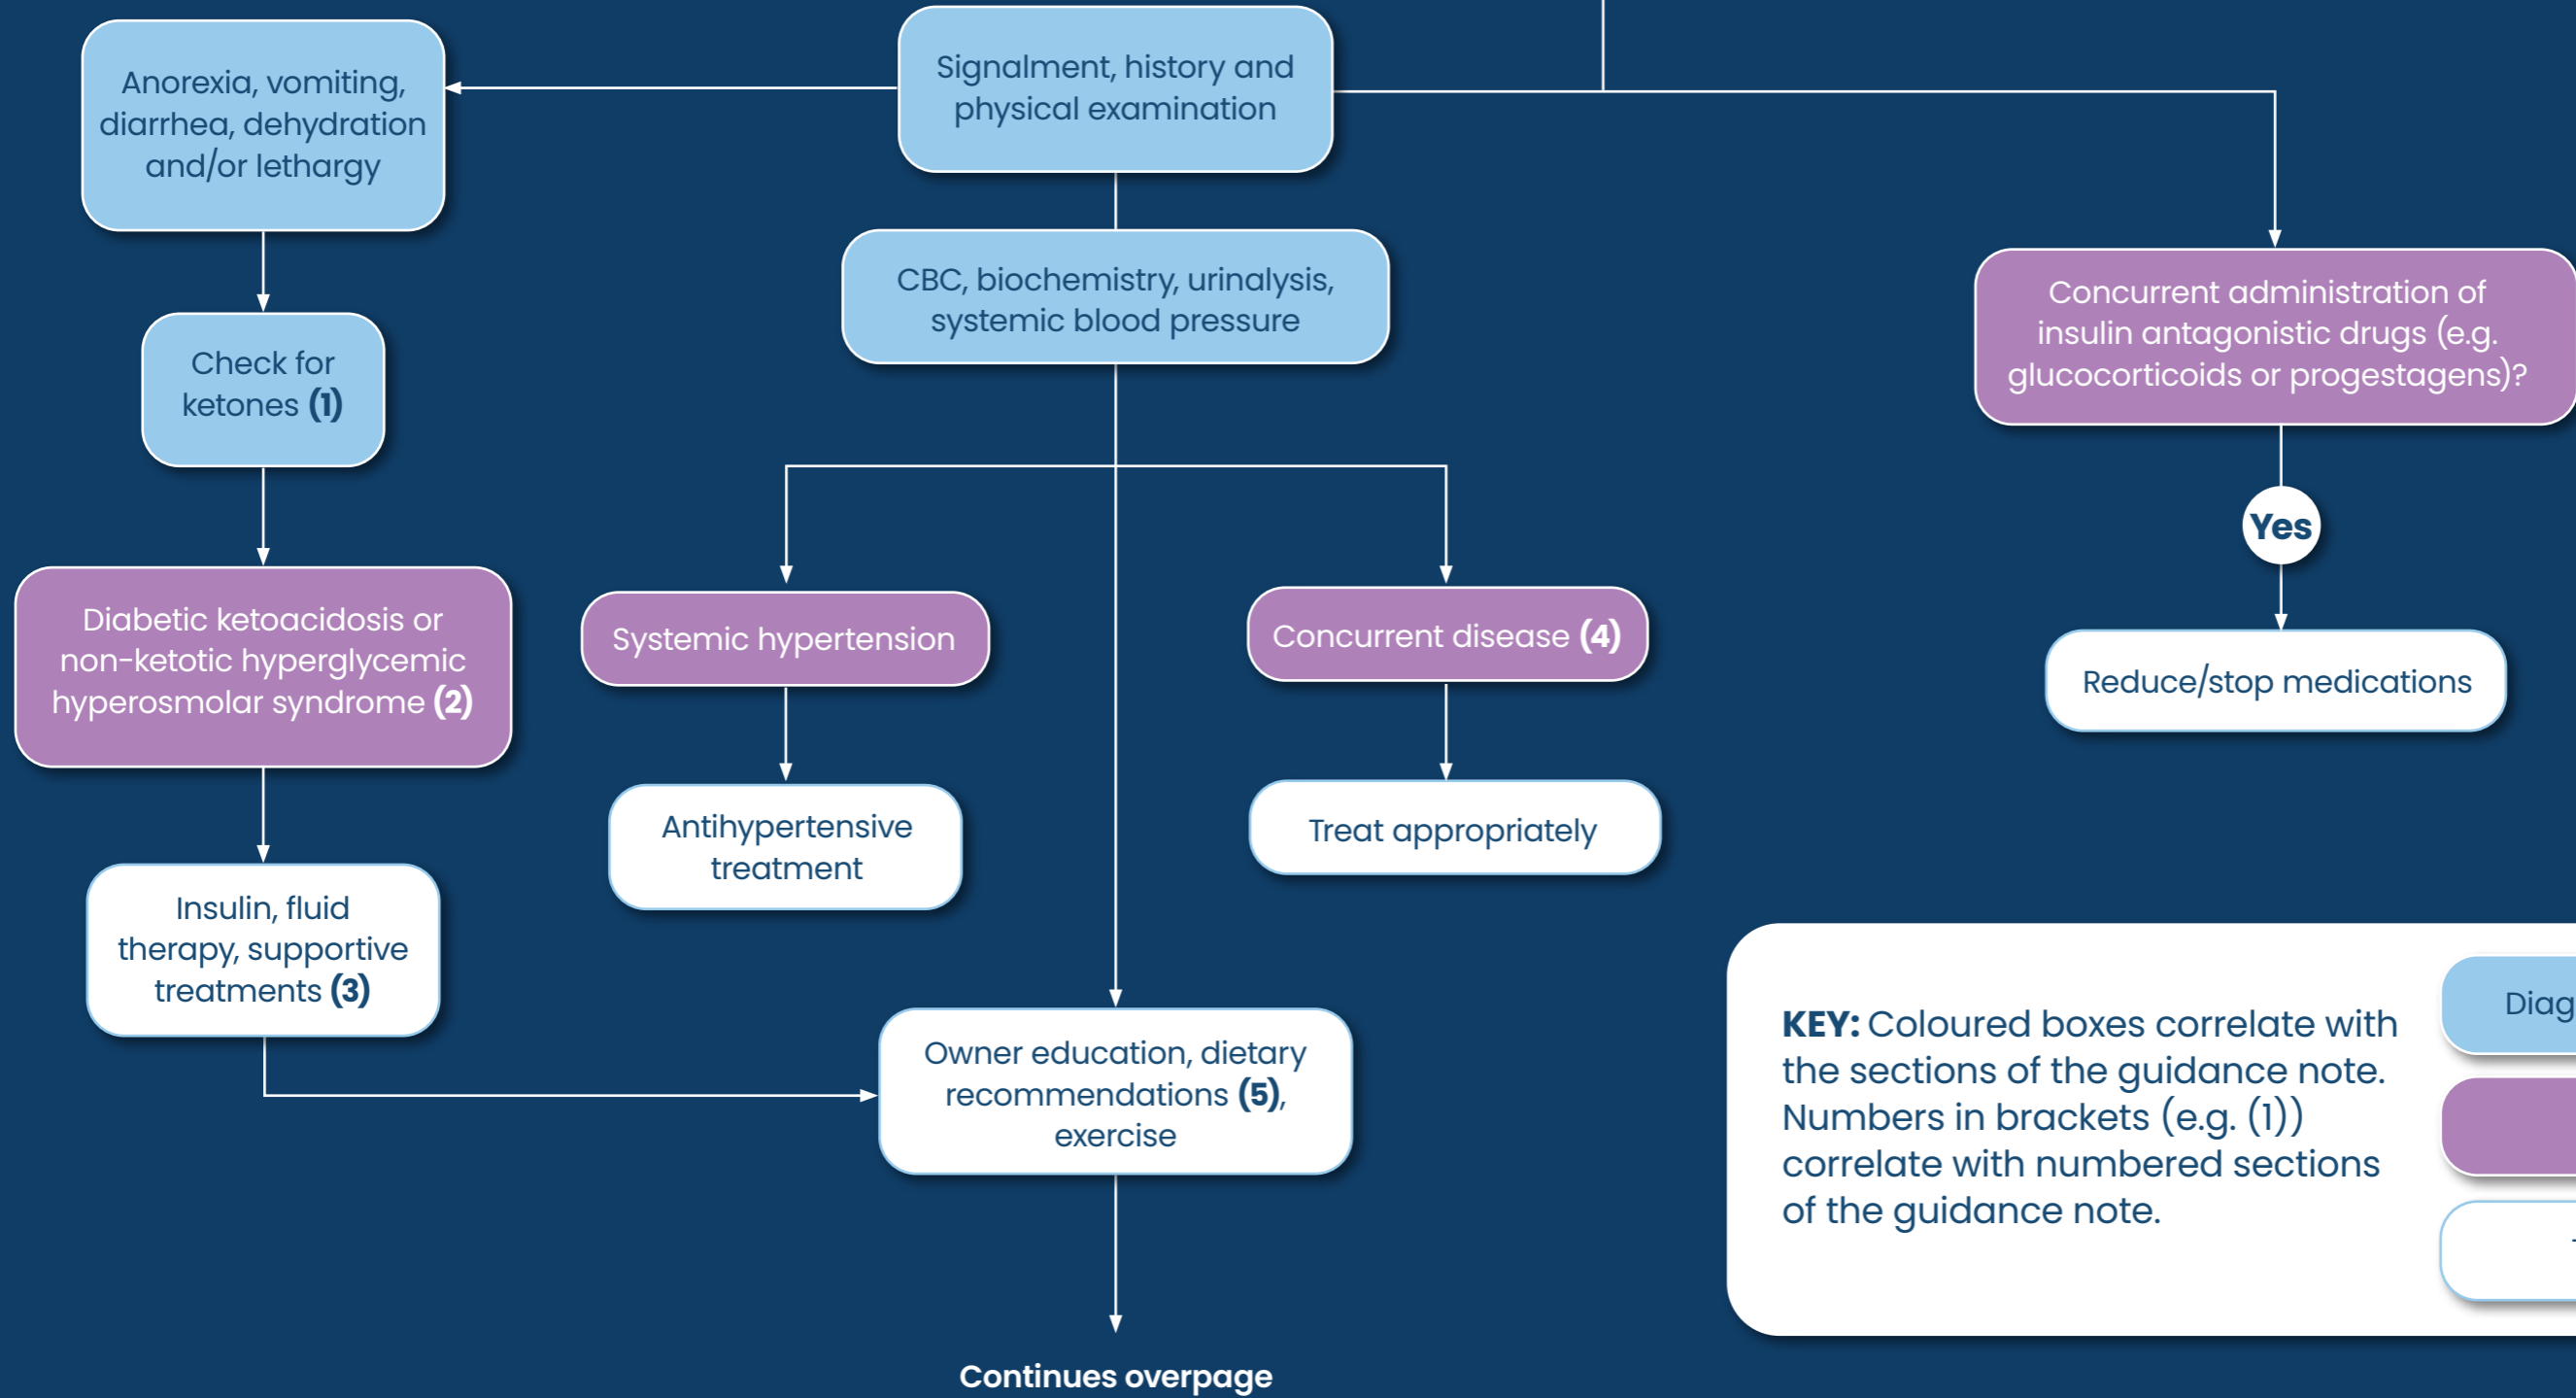 Anorexia, vomiting,
diarrhea, dehydration
and/or lethargy
Signalment, history and
physical examination
CBC, biochemistry, urinalysis,
systemic blood pressure
Concurrent administration of
insulin antagonistic drugs (e.g.
glucocorticoids or progestagens)?
Check for
ketones (1)
Yes
Diabetic ketoacidosis or
non-ketotic hyperglycemic
hyperosmolar syndrome (2)
Systemic hypertension
Concurrent disease (4)
Reduce/stop medications
Antihypertensive
treatment
Treat appropriately
Insulin, fluid
therapy, supportive
treatments (3)
Owner education, dietary
recommendations (5),
exercise
KEY: Coloured boxes correlate with
the sections of the guidance note.
Numbers in brackets (e.g. (1))
correlate with numbered sections
of the guidance note.
Diag
Continues overpage